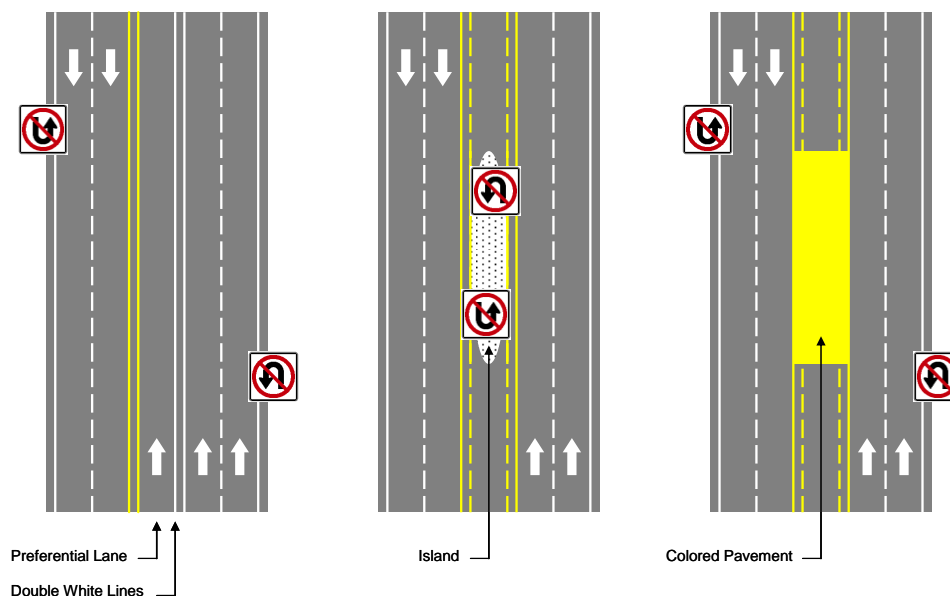 Preferential Lane
Double White Lines
Island
Colored Pavement